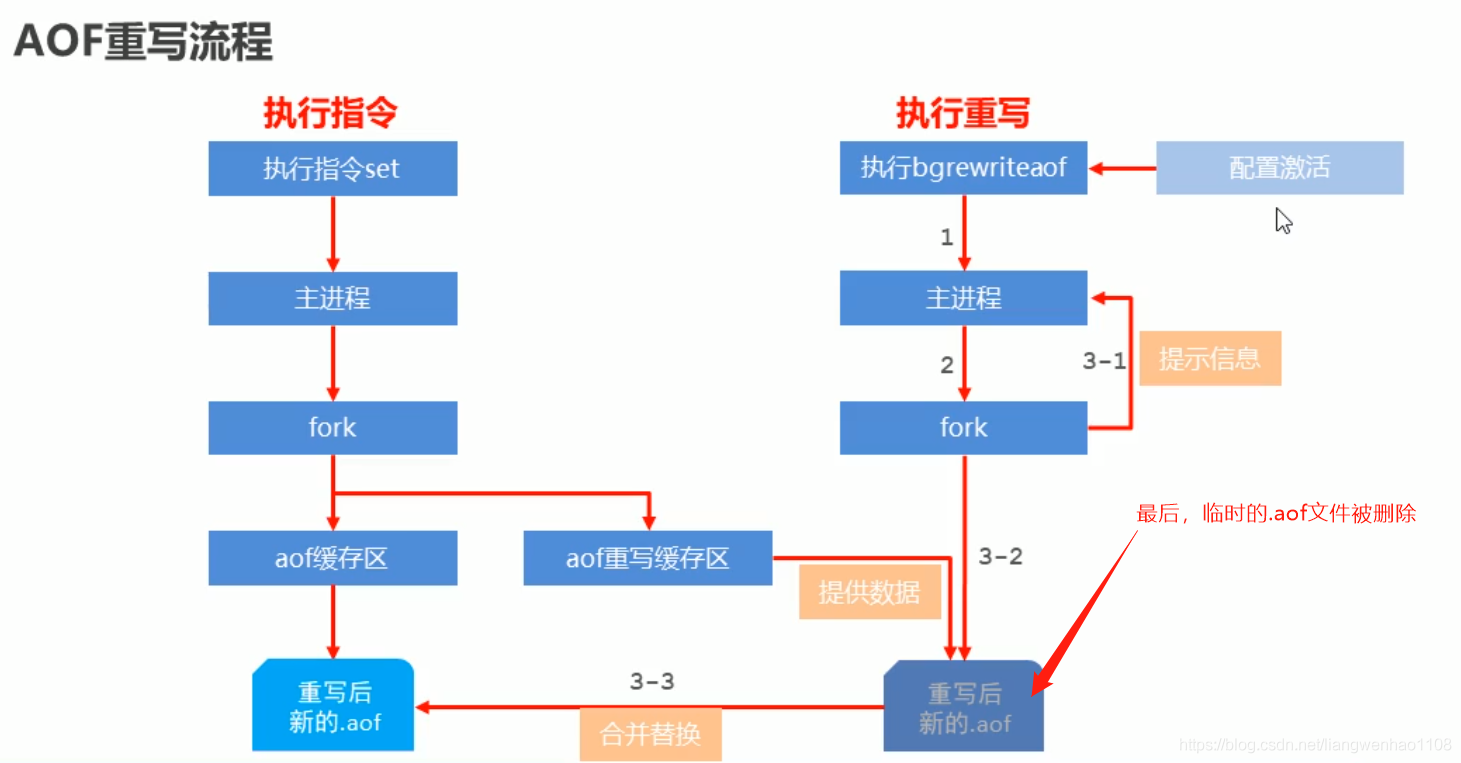 AOF重写流程
执行指令
执行重写
执行指令set
执行bgrewriteaof
配置激活
1
主进程
主进程
2
3-1
提示信息
fork
fork
最后，临时的.aof文件被删除
aof缓存区
aof重写缓存区
3-2
提供数据
重写后
新的.aof
3-3
合并替换
重写后
新的.aof
https://blog.csdn.net/liangwenhao1108